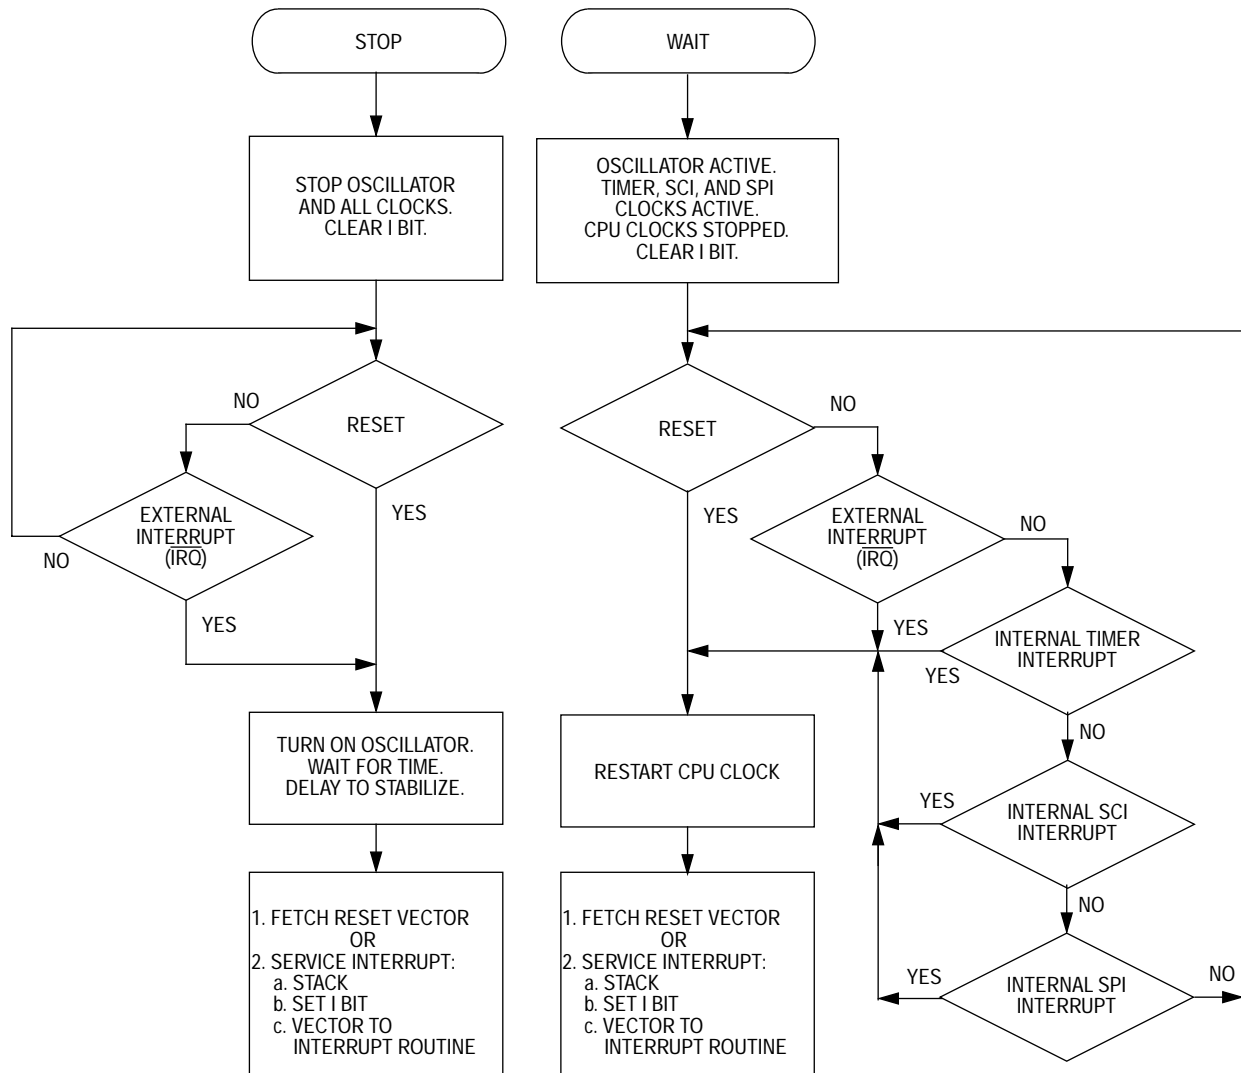 STOP
WAIT
STOP OSCILLATOR
AND ALL CLOCKS.
CLEAR I BIT.
OSCILLATOR ACTIVE.
TIMER, SCI, AND SPI
CLOCKS ACTIVE.
CPU CLOCKS STOPPED.
CLEAR I BIT.
NO
RESET
YES
EXTERNAL
INTERRUPT
(IRQ)
NO
YES
RESET
NO
YES
EXTERNAL
INTERRUPT
(IRQ)
NO
YES
INTERNAL TIMER
INTERRUPT
YES
NO
TURN ON OSCILLATOR.
WAIT FOR TIME.
DELAY TO STABILIZE.
RESTART CPU CLOCK
YES
INTERNAL SCI
INTERRUPT
NO
1. FETCH RESET VECTOR
OR
2. SERVICE INTERRUPT:
a. STACK
b. SET I BIT
c. VECTOR TO
INTERRUPT ROUTINE
1. FETCH RESET VECTOR
OR
2. SERVICE INTERRUPT:
a. STACK
b. SET I BIT
c. VECTOR TO
INTERRUPT ROUTINE
YES
INTERNAL SPI
INTERRUPT
NO